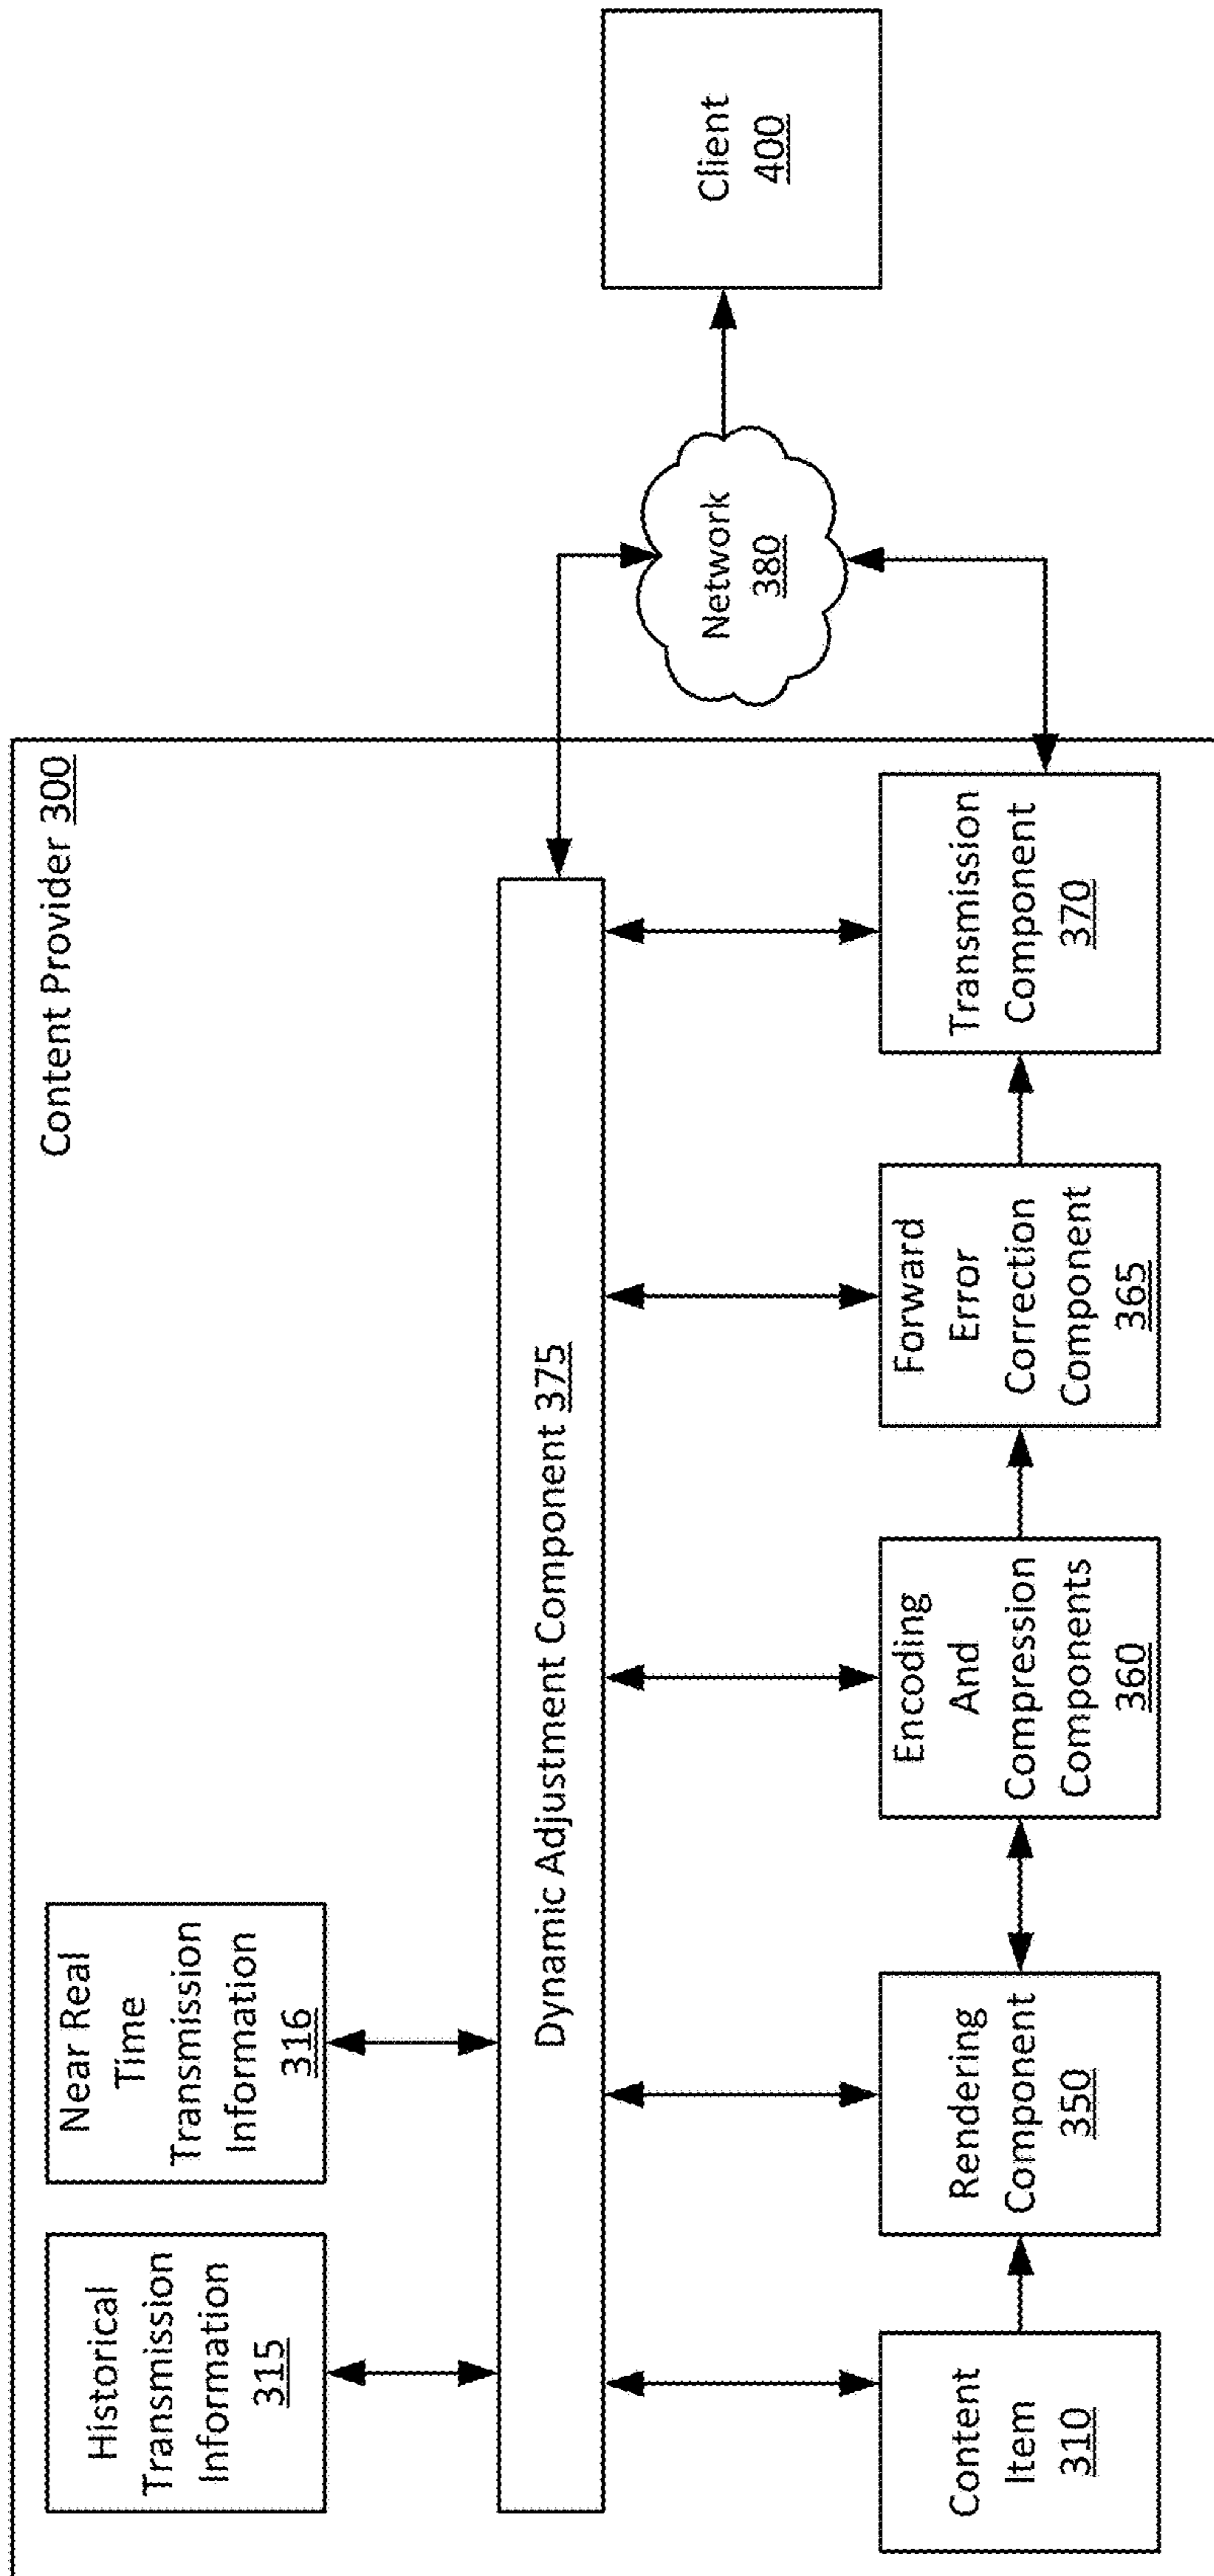 Content Provider 300
Historical
Transmission
Information
315
Near Real
Time
Transmission
Information
316
Dynamic Adjustment Component 375
Content
Item
310
Rendering
Component
350
Encoding
And
Compression
Components
360
Forward
Error
Correction
Component
365
Transmission
Component
370
Network
380
Client
400